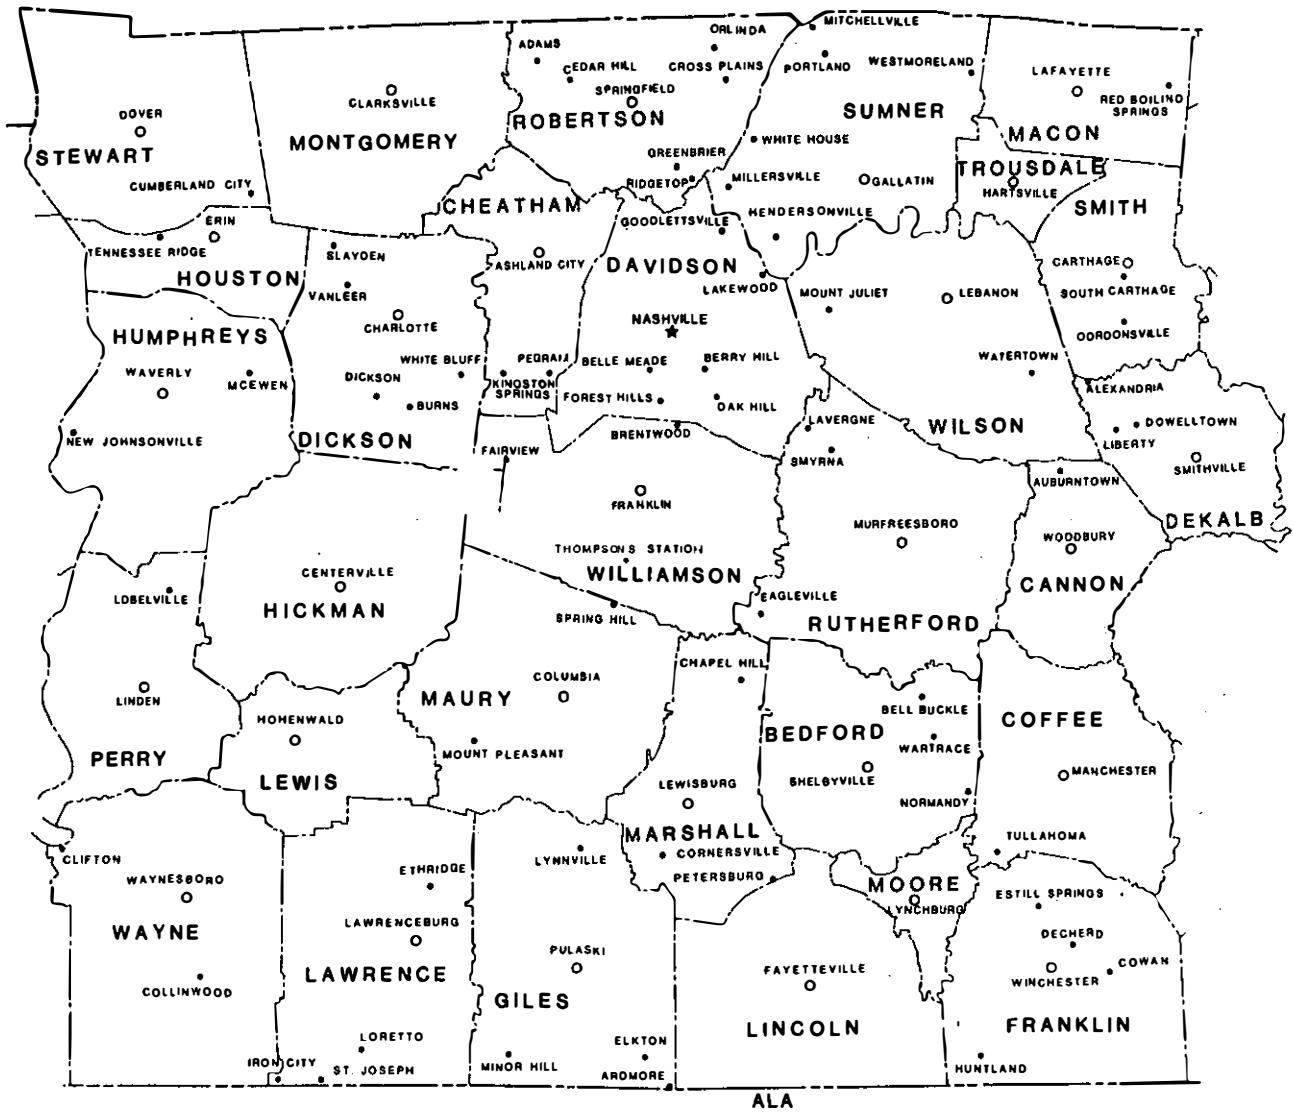 MITCHELLVILLE
ORLINDA
ADAMS
CEDAR HILL
CROSS PLAINS
PORTLAND
WESTMORELAND
LAFAYETTE
SPRINGFIELD
CLARKSVILLE
RED BOILING
SPRINGS
DOVER
ROBERTSON
SUMNER
MACON
MONTGOMERY
STEWART
WHITE HOUSE
GREENBRIER
TROUSDALE
RIDGETOP
MILLERSVILLE
GALLATIN
HARTSVILLE
CUMBERLAND CITY
CHEATHAM
SMITH
ERIN
GOODLETTSVILLE
HENDERSONVILLE
TENNESSEE RIDGE
SLAYDEN
ASHLAND CITY
DAVIDSON
CARTHAGE
HOUSTON
LAKEWOOD
VANLEER
MOUNT JULIET
LEBANON
SOUTH CARTHAGE
CHARLOTTE
NASHVILLE
GORDONSVILLE
HUMPHREYS
WAVERLY
MCEWEN
WHITE BLUFF
PEGRAM
BELLE MEADE
BERRY HILL
WATERTOWN
DICKSON
KINGSTON
SPRINGS
FOREST HILLS
OAK HILL
ALEXANDRIA
BURNS
LAVERGNE
WILSON
DOWELLTOWN
LIBERTY
NEW JOHNSONVILLE
DICKSON
BRENTWOOD
FAIRVIEW
SMYRNA
SMITHVILLE
AUBURNTOWN
FRANKLIN
MURFREESBORO
DEKALB
WOODBURY
THOMPSONS STATION
WILLIAMSON
CENTERVILLE
CANNON
LOBELVILLE
HICKMAN
EAGLEVILLE
SPRING HILL
RUTHERFORD
CHAPEL HILL
COLUMBIA
LINDEN
MAURY
BELL BUCKLE
COFFEE
HOHENWALD
BEDFORD
WARTRACE
MOUNT PLEASANT
PERRY
LEWIS
LEWISBURG
SHELBYVILLE
MANCHESTER
NORMANDY
MARSHALL
TULLAHOMA
CLIFTON
LYNNVILLE
CORNERSVILLE
ETHRIDGE
PETERSBURG
WAYNESBORO
MOORE
ESTILL SPRINGS
LYNCHBURG
LAWRENCEBURG
WAYNE
DECHERD
PULASKI
COWAN
LAWRENCE
FAYETTEVILLE
WINCHESTER
COLLINWOOD
GILES
LINCOLN
FRANKLIN
LORETTO
ELKTON
IRON CITY
ST. JOSEPH
MINOR HILL
ARDMORE
HUNTLAND
ALA